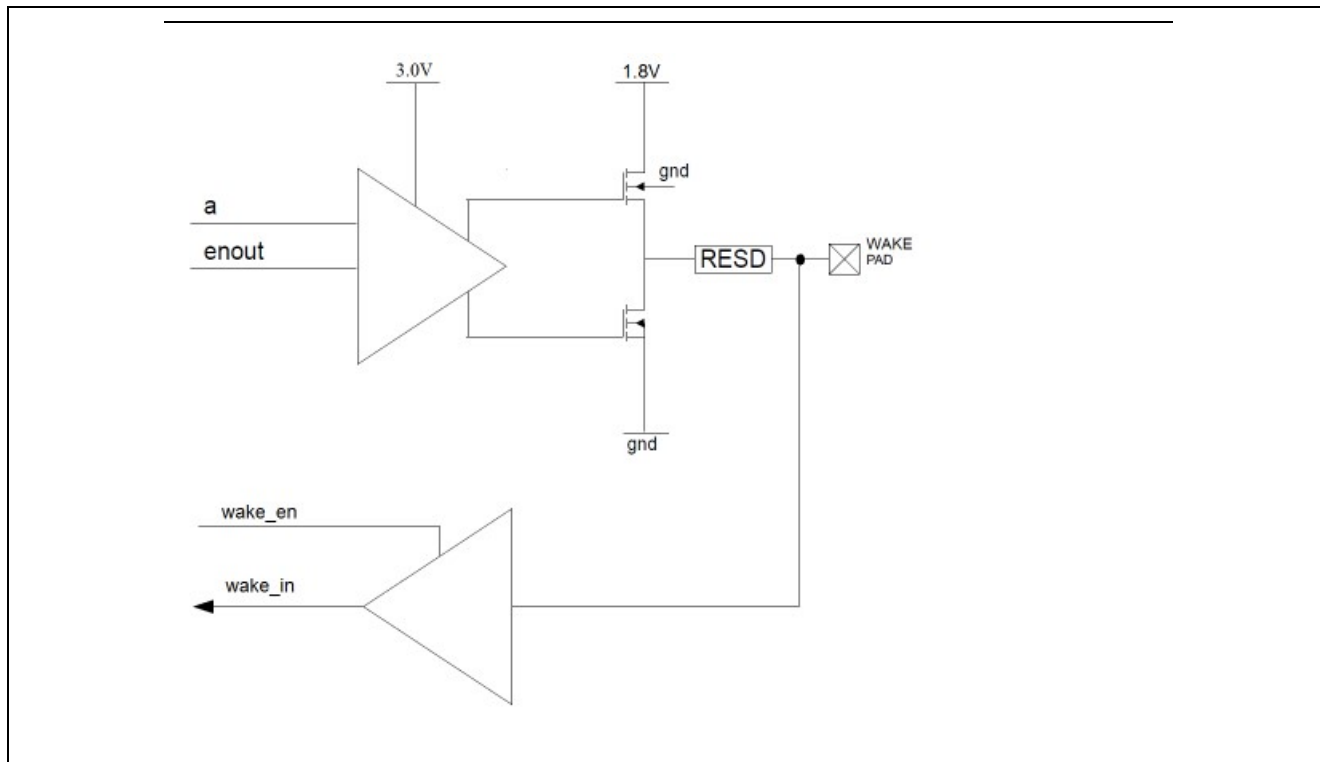 3.0V
1.8V
gnd
a
enout
RESD
WAKE
PAD
gnd
wake_en
wake_in